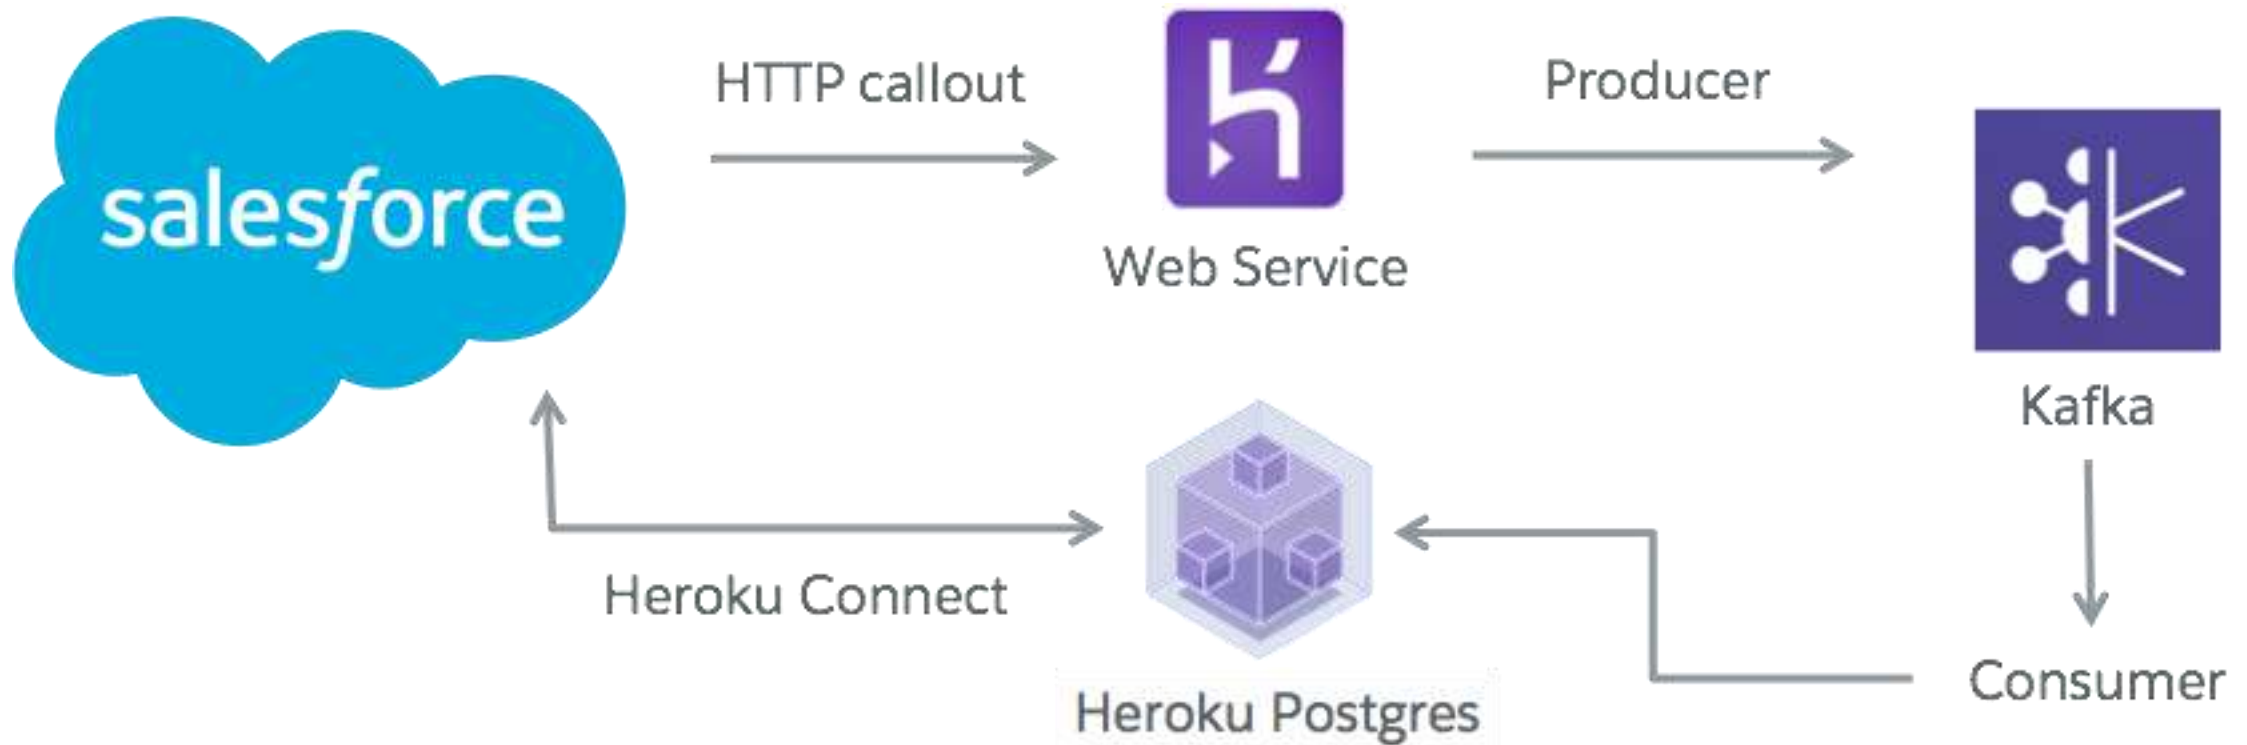 salesforce
HTTP callout
Web Service
Producer
Kafka
Heroku Connect
Heroku Postgres
Consumer